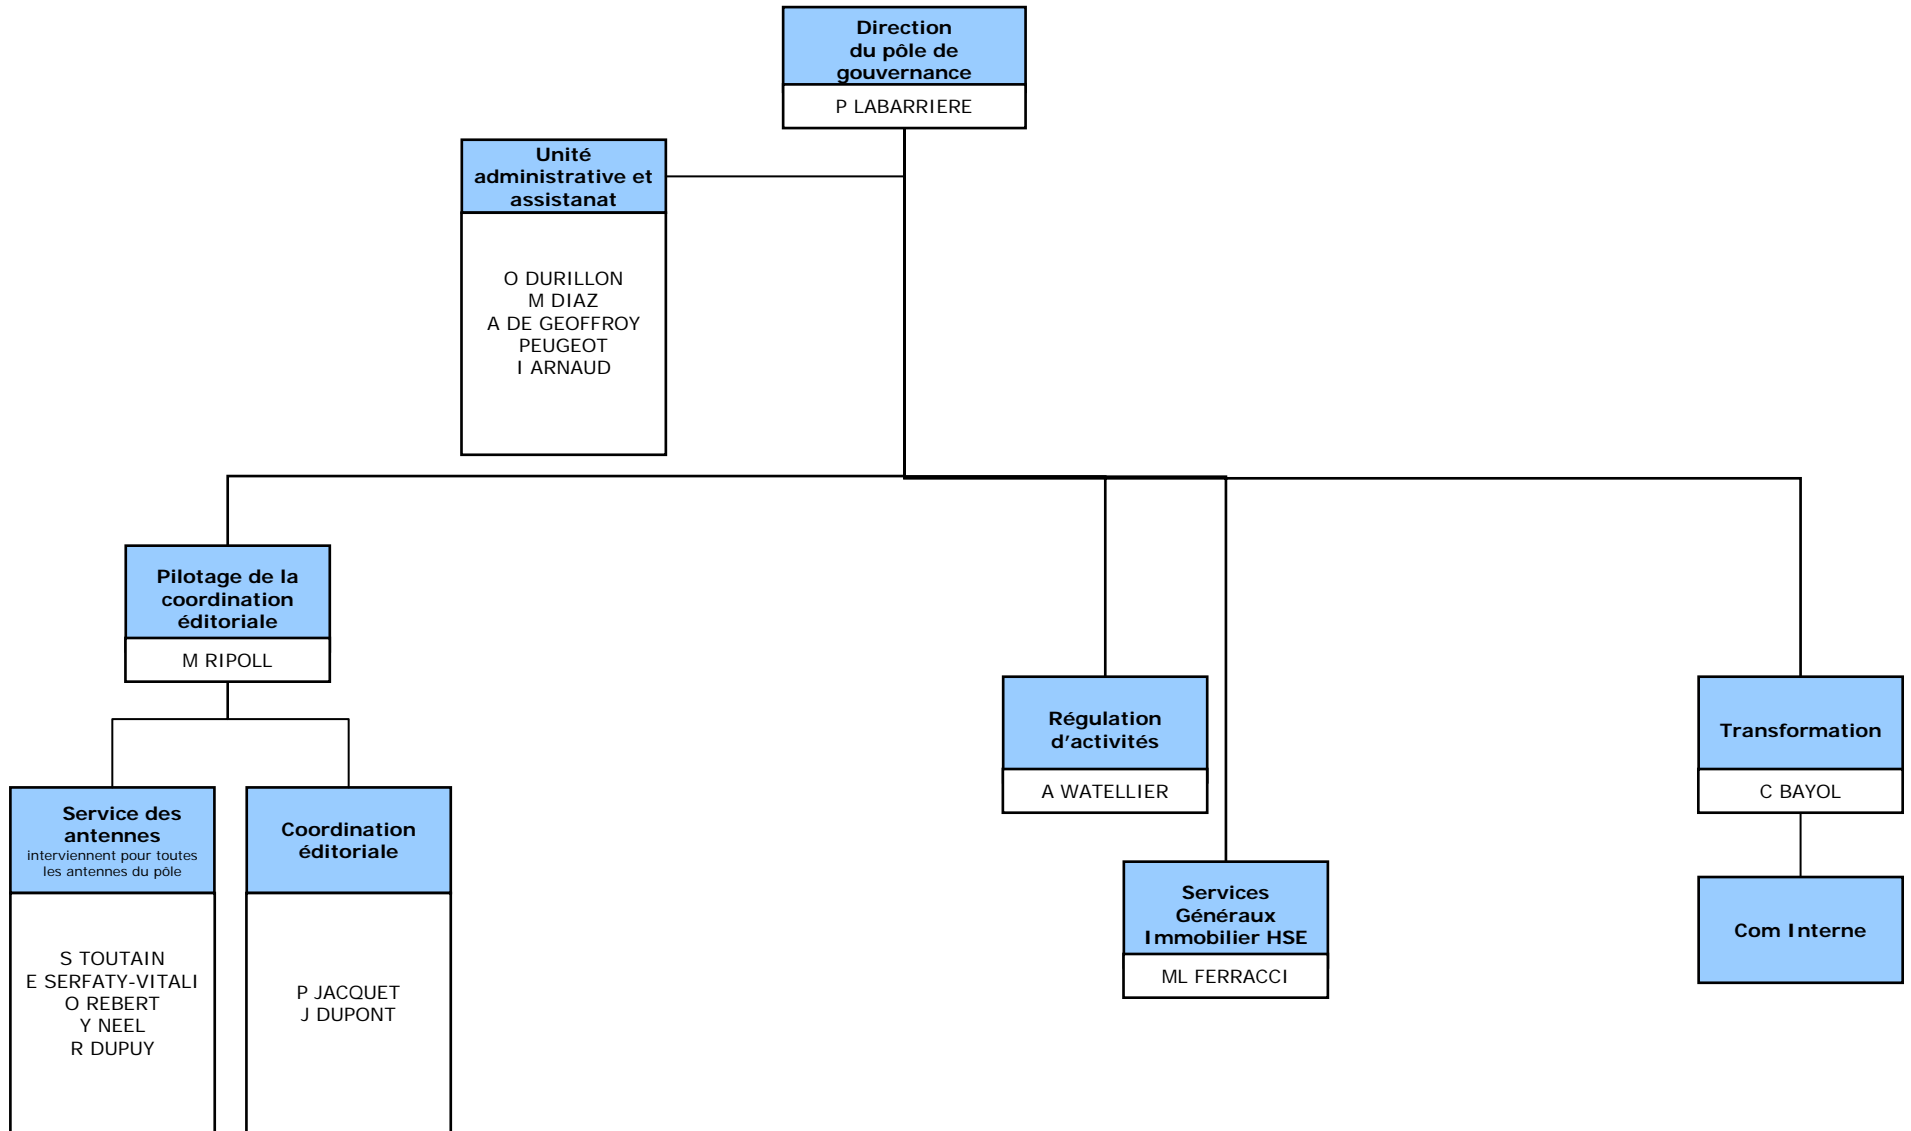 Direction
du pôle de
gouvernance
P LABARRIERE
Unité
administrative et
assistanat
O DURILLON
M DIAZ
A DE GEOFFROY
PEUGEOT
I ARNAUD
Pilotage de la
coordination
éditoriale
M RIPOLL
Service des
antennes
interviennent pour toutes
les antennes du pôle
S TOUTAIN
E SERFATY-VITALI
O REBERT
Y NEEL
R DUPUY
Coordination
éditoriale
P JACQUET
J DUPONT
Régulation
d’activités
A WATELLIER
Services
Généraux
Immobilier HSE
ML FERRACCI
Transformation
C BAYOL
Com Interne